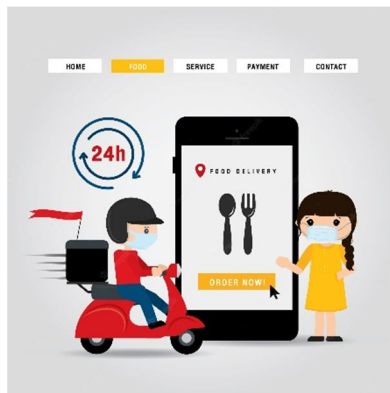 HOME FOOD SERVICE PAYMENT CONTACT
24h
FOOD DELIVERY
ORDER NOW!